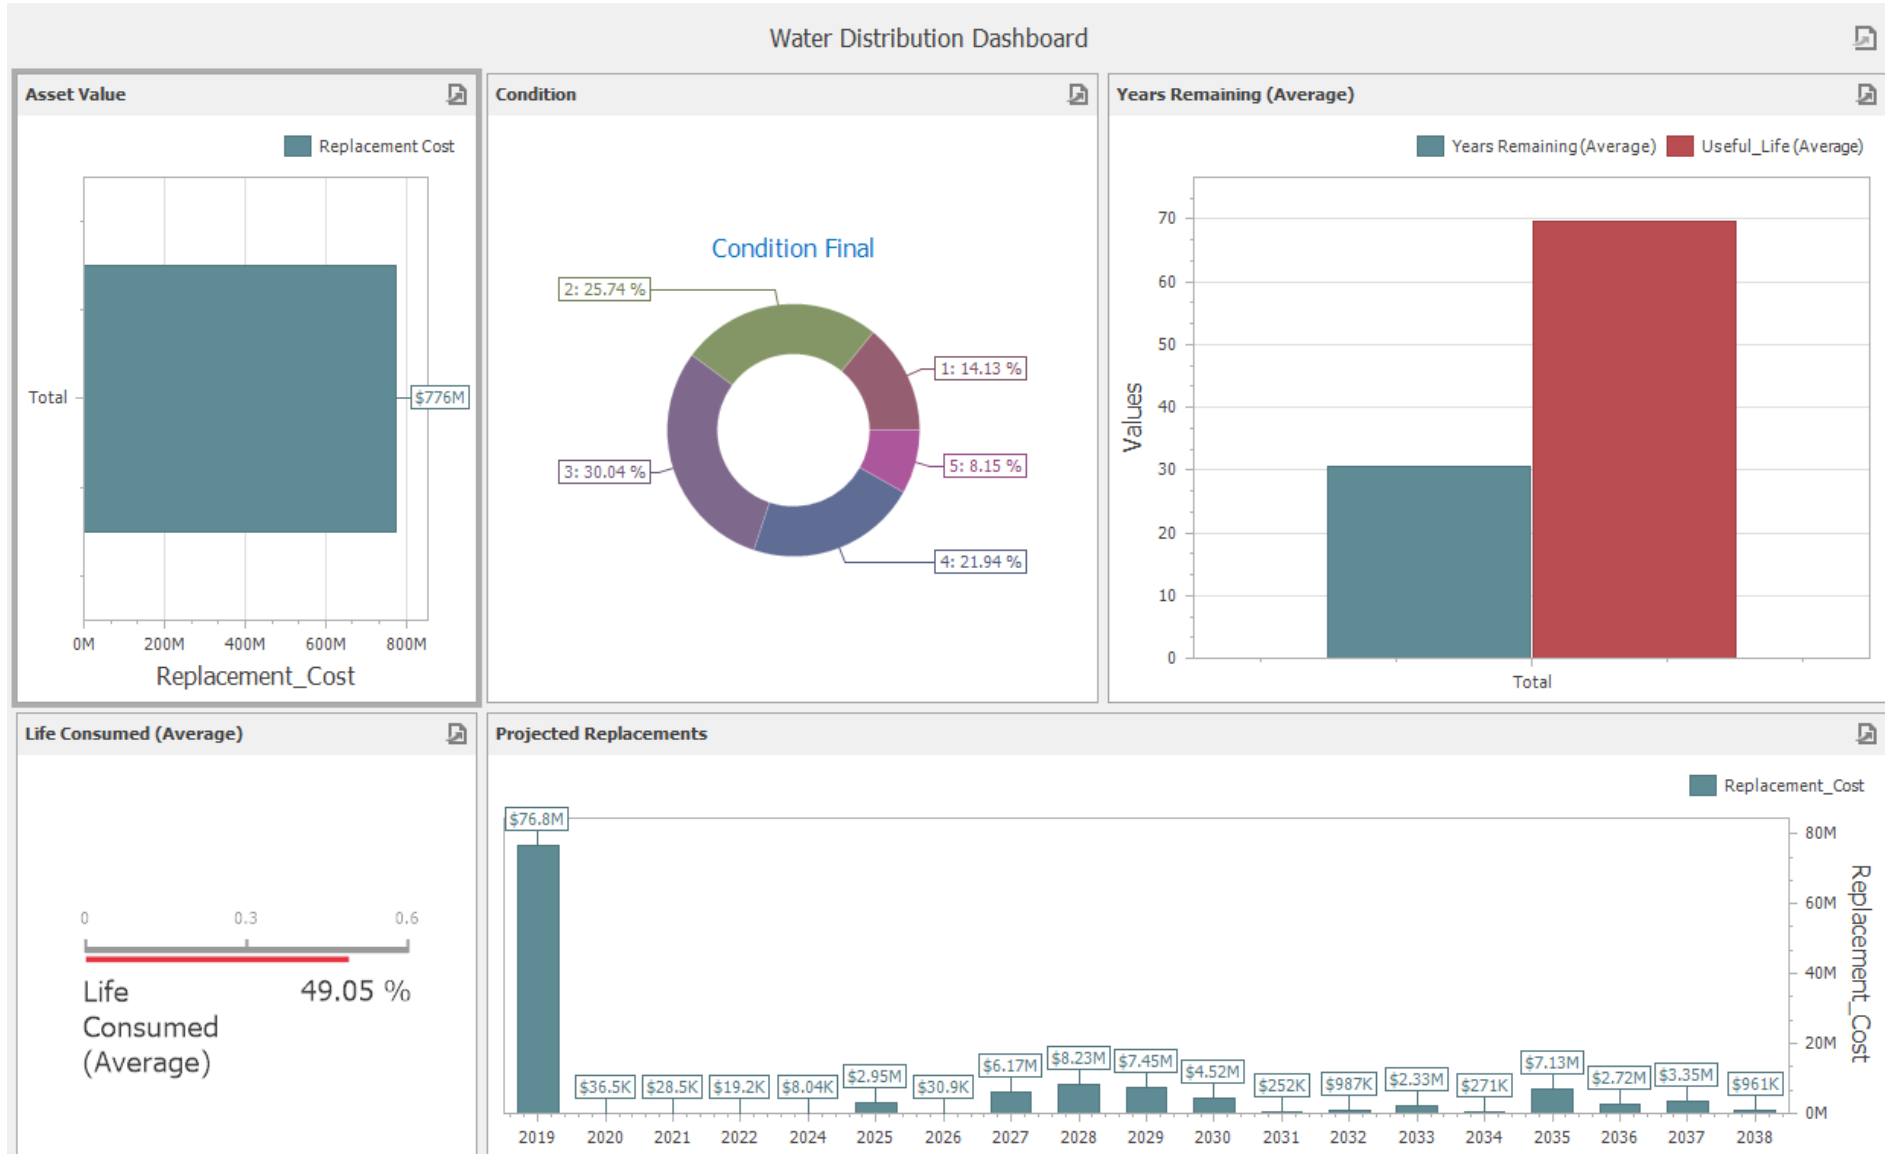 Water Distribution Dashboard
Asset Value
Replacement Cost
Total
$776M
0M 200M 400M 600M 800M
Replacement_Cost
Condition
Condition Final
2: 25.74 %
1: 14.13 %
3: 30.04 %
5: 8.15 %
4: 21.94 %
Years Remaining (Average)
Years Remaining (Average) Useful_Life (Average)
Values
70
60
50
40
30
20
10
0
Total
Life Consumed (Average)
0 0.3 0.6
Life 49.05 %
Consumed
(Average)
Projected Replacements
Replacement_Cost
$76.8M $36.5K $28.5K $19.2K $8.04K $2.95M $30.9K $6.17M $8.23M $7.45M $4.52M $252K $987K $2.33M $271K $7.13M $2.72M $3.35M $961K
80M
60M
40M
20M
0M
Replacement_Cost
2019 2020 2021 2022 2024 2025 2026 2027 2028 2029 2030 2031 2032 2033 2034 2035 2036 2037 2038